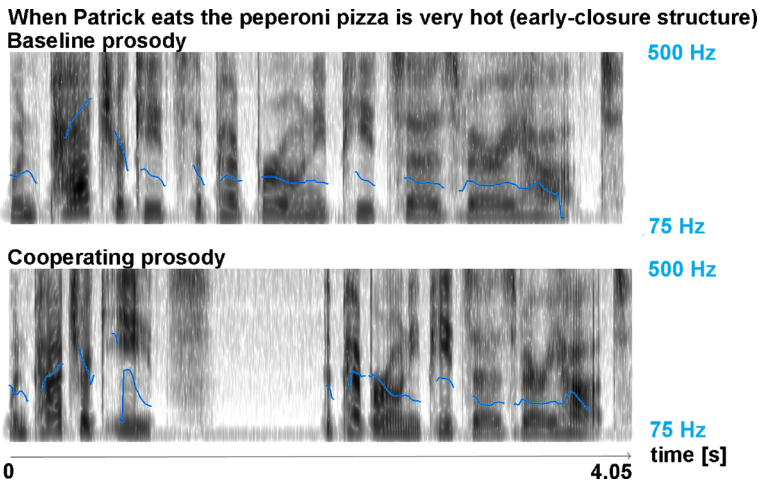 When Patrick eats the peperoni pizza is very hot (early-closure structure)
Baseline prosody
500 Hz
75 Hz
Cooperating prosody
500 Hz
75 Hz
time [s]
0
4.05